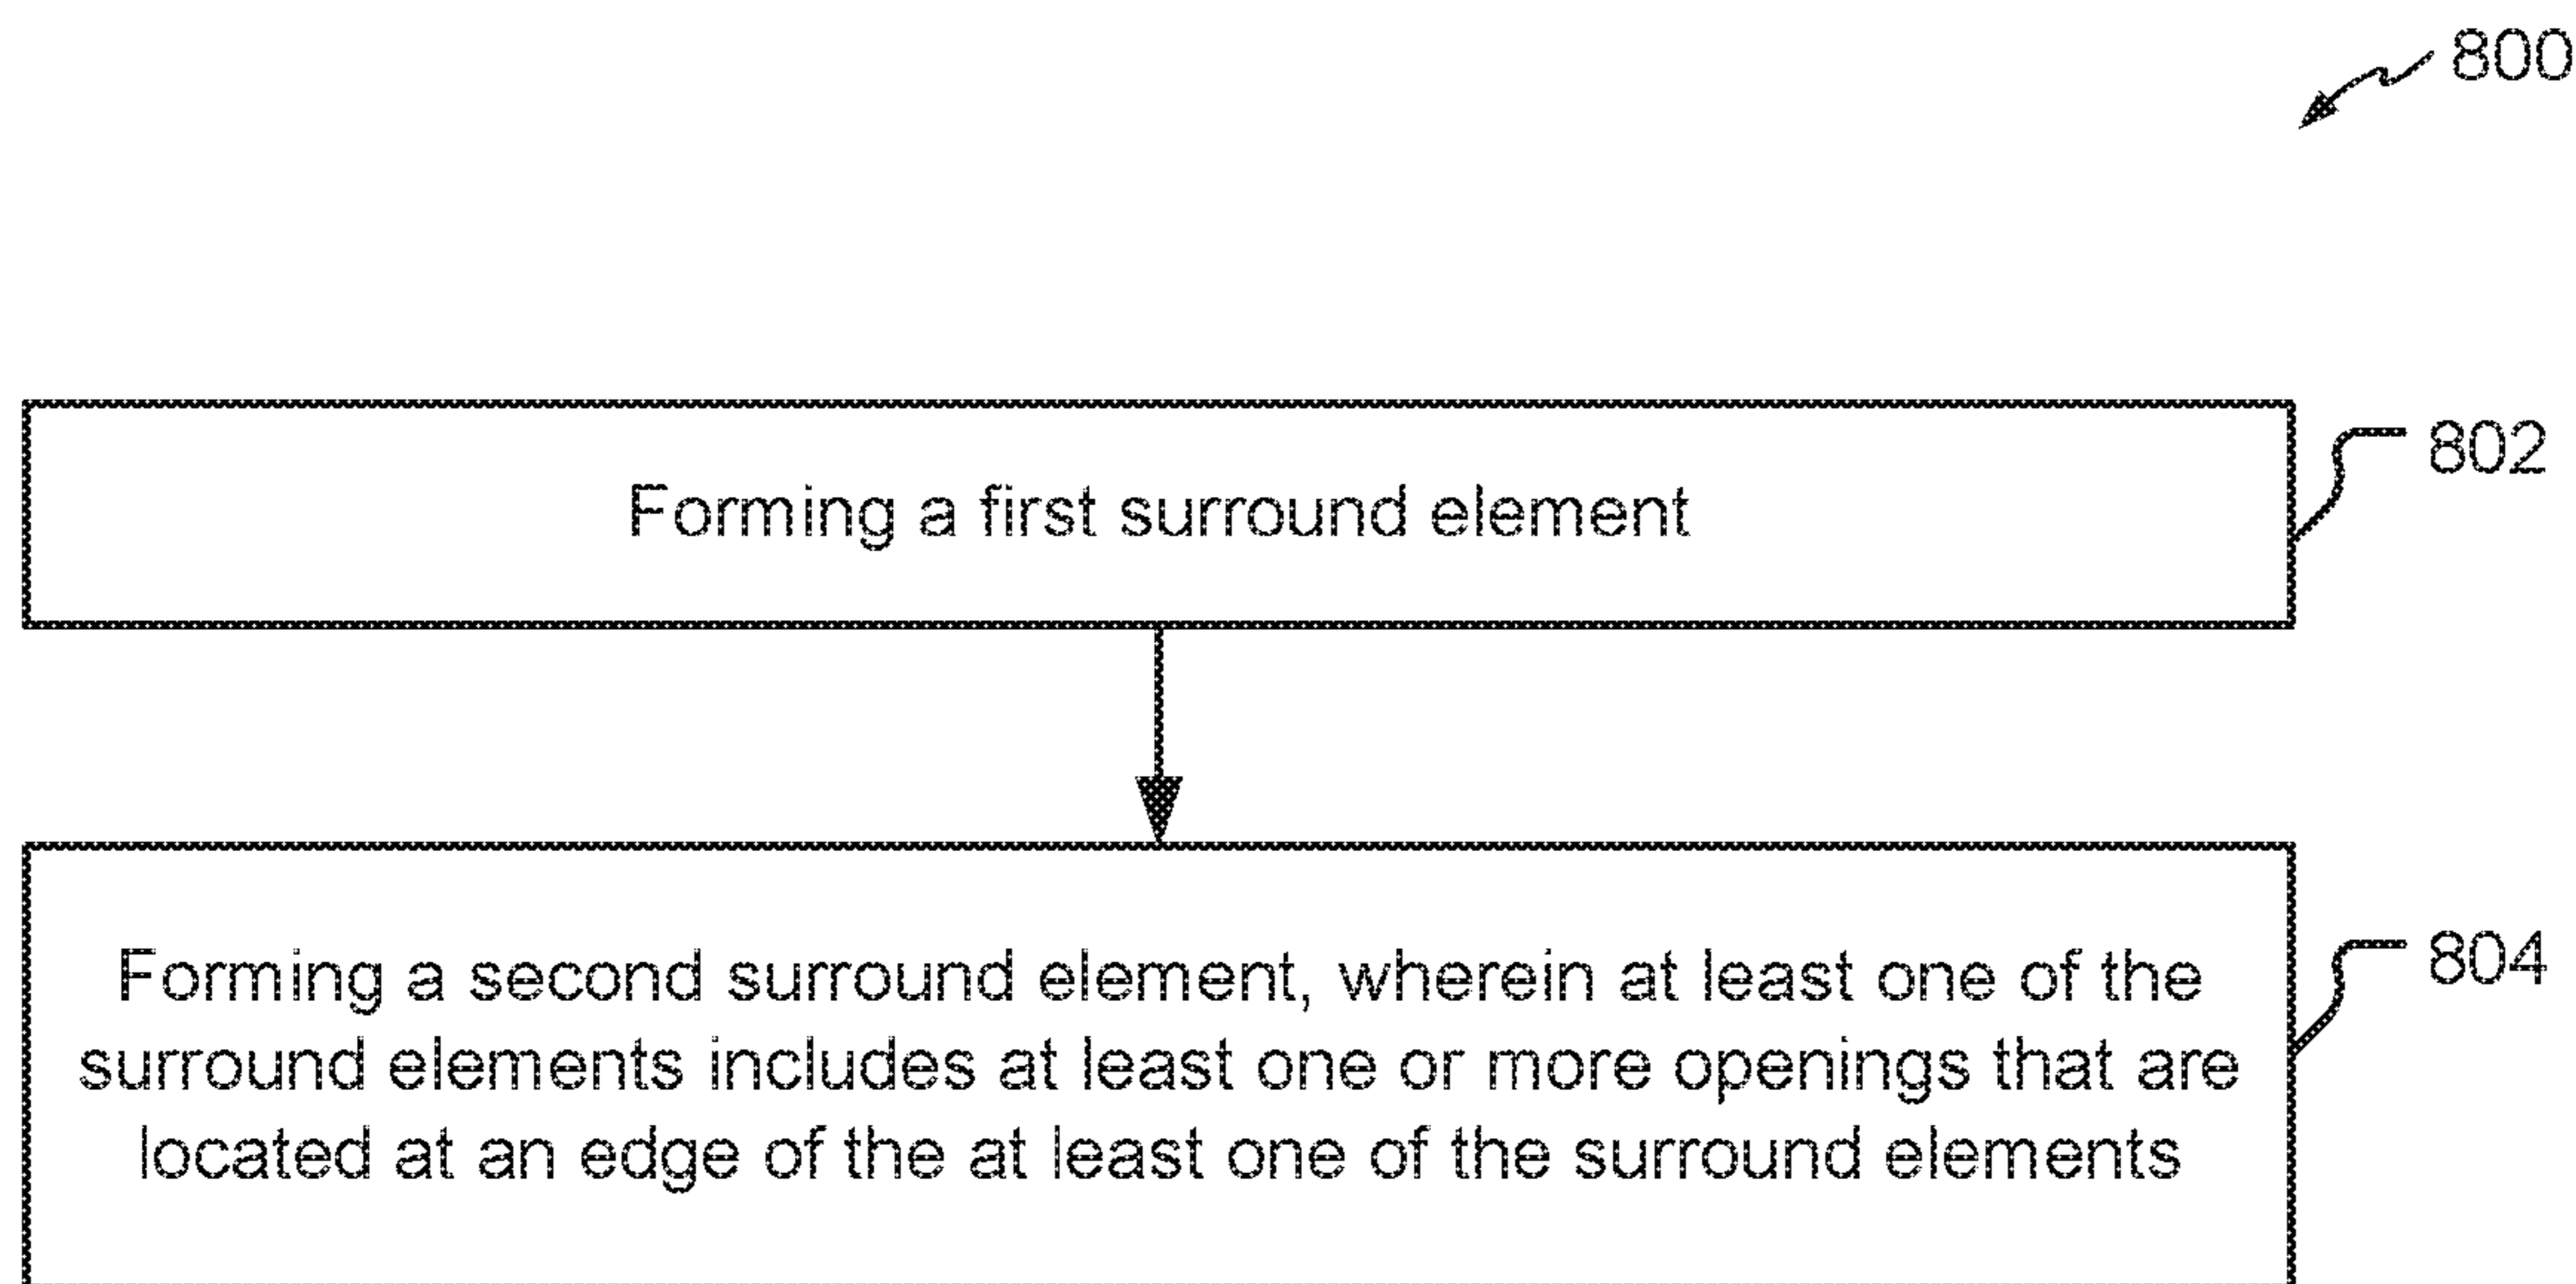 800
Forming a first surround element
802
Forming a second surround element, wherein at least one of the
surround elements includes at least one or more openings that are
located at an edge of the at least one of the surround elements
804